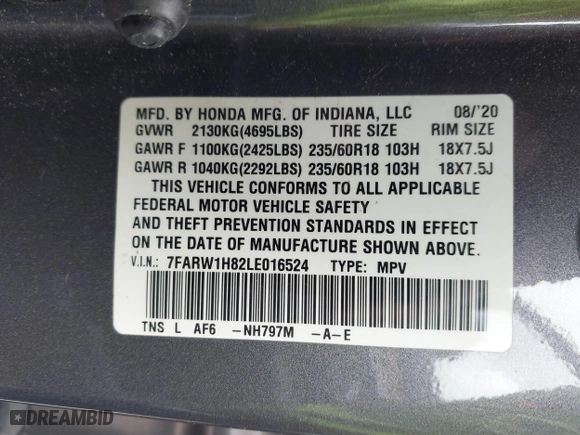 MFD. BY HONDA MFG. OF INDIANA, LLC 08/'20
GVWR 2130KG(4695LBS) TIRE SIZE RIM SIZE
GAWR F 1100KG(2425LBS) 235/60R18 103H 18X7.5J
GAWR R 1040KG(2292LBS) 235/60R18 103H 18X7.5J
THIS VEHICLE CONFORMS TO ALL APPLICABLE
FEDERAL MOTOR VEHICLE SAFETY
AND THEFT PREVENTION STANDARDS IN EFFECT
ON THE DATE OF MANUFACTURE SHOWN ABOVE.
V.I.N.: 7FARW1H82LE016524 TYPE: MPV
TNS L AF6 -NH797M -A-E
DREAMBID